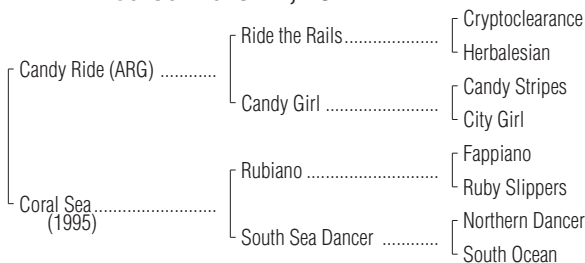 Cryptoclearance
Ride the Rails
Herbalesian
Candy Ride (ARG)
Candy Stripes
Candy Girl
City Girl
Fappiano
Rubiano
Ruby Slippers
Coral Sea
(1995)
Northern Dancer
South Sea Dancer
South Ocean